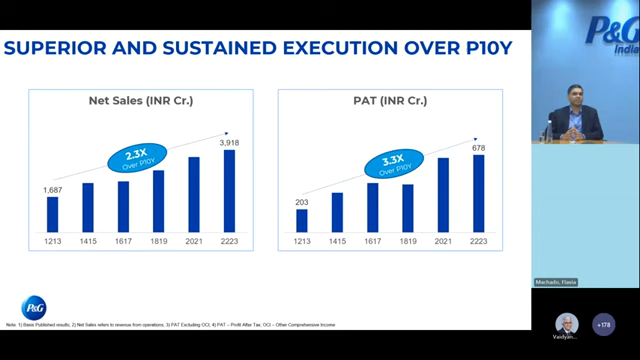 SUPERIOR AND SUSTAINED EXECUTION OVER P10Y
P&G
India
Net Sales (INR Cr.)
2.3X
Over P10Y
1,687
3,918
1213 1415 1617 1819 2021 2223
PAT (INR Cr.)
3.3X
Over P10Y
203
678
1213 1415 1617 1819 2021 2223
P&G
Note: 1) Basis Published results; 2) Net Sales refers to revenue from operations; 3) PAT Excluding OCI; 4) PAT – Profit After Tax; OCI – Other Comprehensive Income
Machado, Flasia
Vaidyan...
+178